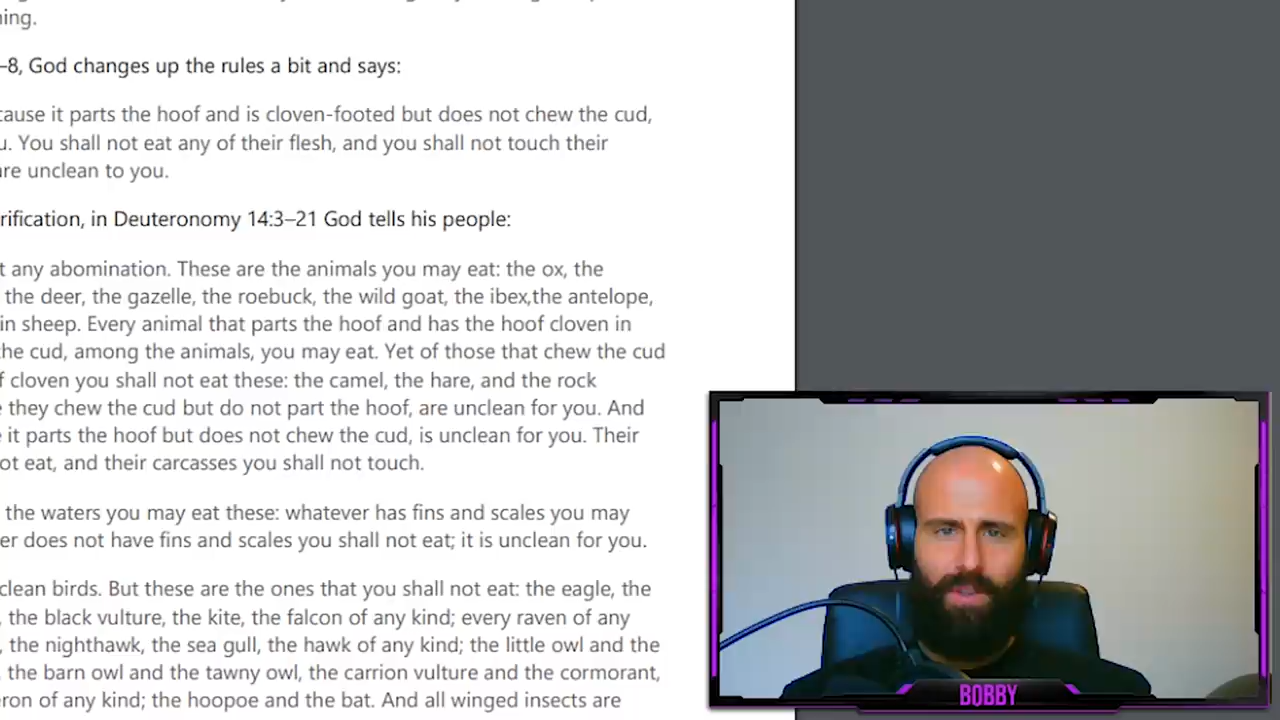 ning.
–8, God changes up the rules a bit and says:
cause it parts the hoof and is cloven-footed but does not chew the cud,
u. You shall not eat any of their flesh, and you shall not touch their
are unclean to you.
rification, in Deuteronomy 14:3–21 God tells his people:
t any abomination. These are the animals you may eat: the ox, the
the deer, the gazelle, the roebuck, the wild goat, the ibex,the antelope,
in sheep. Every animal that parts the hoof and has the hoof cloven in
the cud, among the animals, you may eat. Yet of those that chew the cud
f cloven you shall not eat these: the camel, the hare, and the rock
e they chew the cud but do not part the hoof, are unclean for you. And
e it parts the hoof but does not chew the cud, is unclean for you. Their
ot eat, and their carcasses you shall not touch.
the waters you may eat these: whatever has fins and scales you may
er does not have fins and scales you shall not eat; it is unclean for you.
clean birds. But these are the ones that you shall not eat: the eagle, the
, the black vulture, the kite, the falcon of any kind; every raven of any
, the nighthawk, the sea gull, the hawk of any kind; the little owl and the
, the barn owl and the tawny owl, the carrion vulture and the cormorant,
eron of any kind; the hoopoe and the bat. And all winged insects are
BOBBY